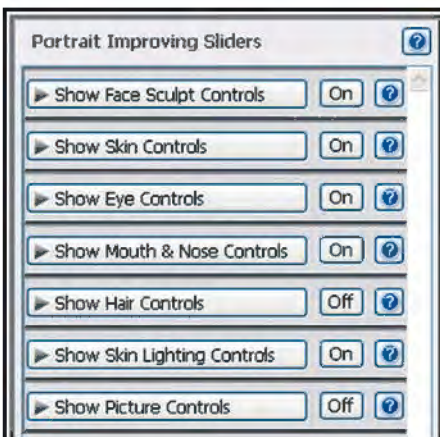 Portrait Improving Sliders ?
Show Face Sculpt Controls On ?
Show Skin Controls On ?
Show Eye Controls On ?
Show Mouth & Nose Controls On ?
Show Hair Controls Off ?
Show Skin Lighting Controls On ?
Show Picture Controls Off ?